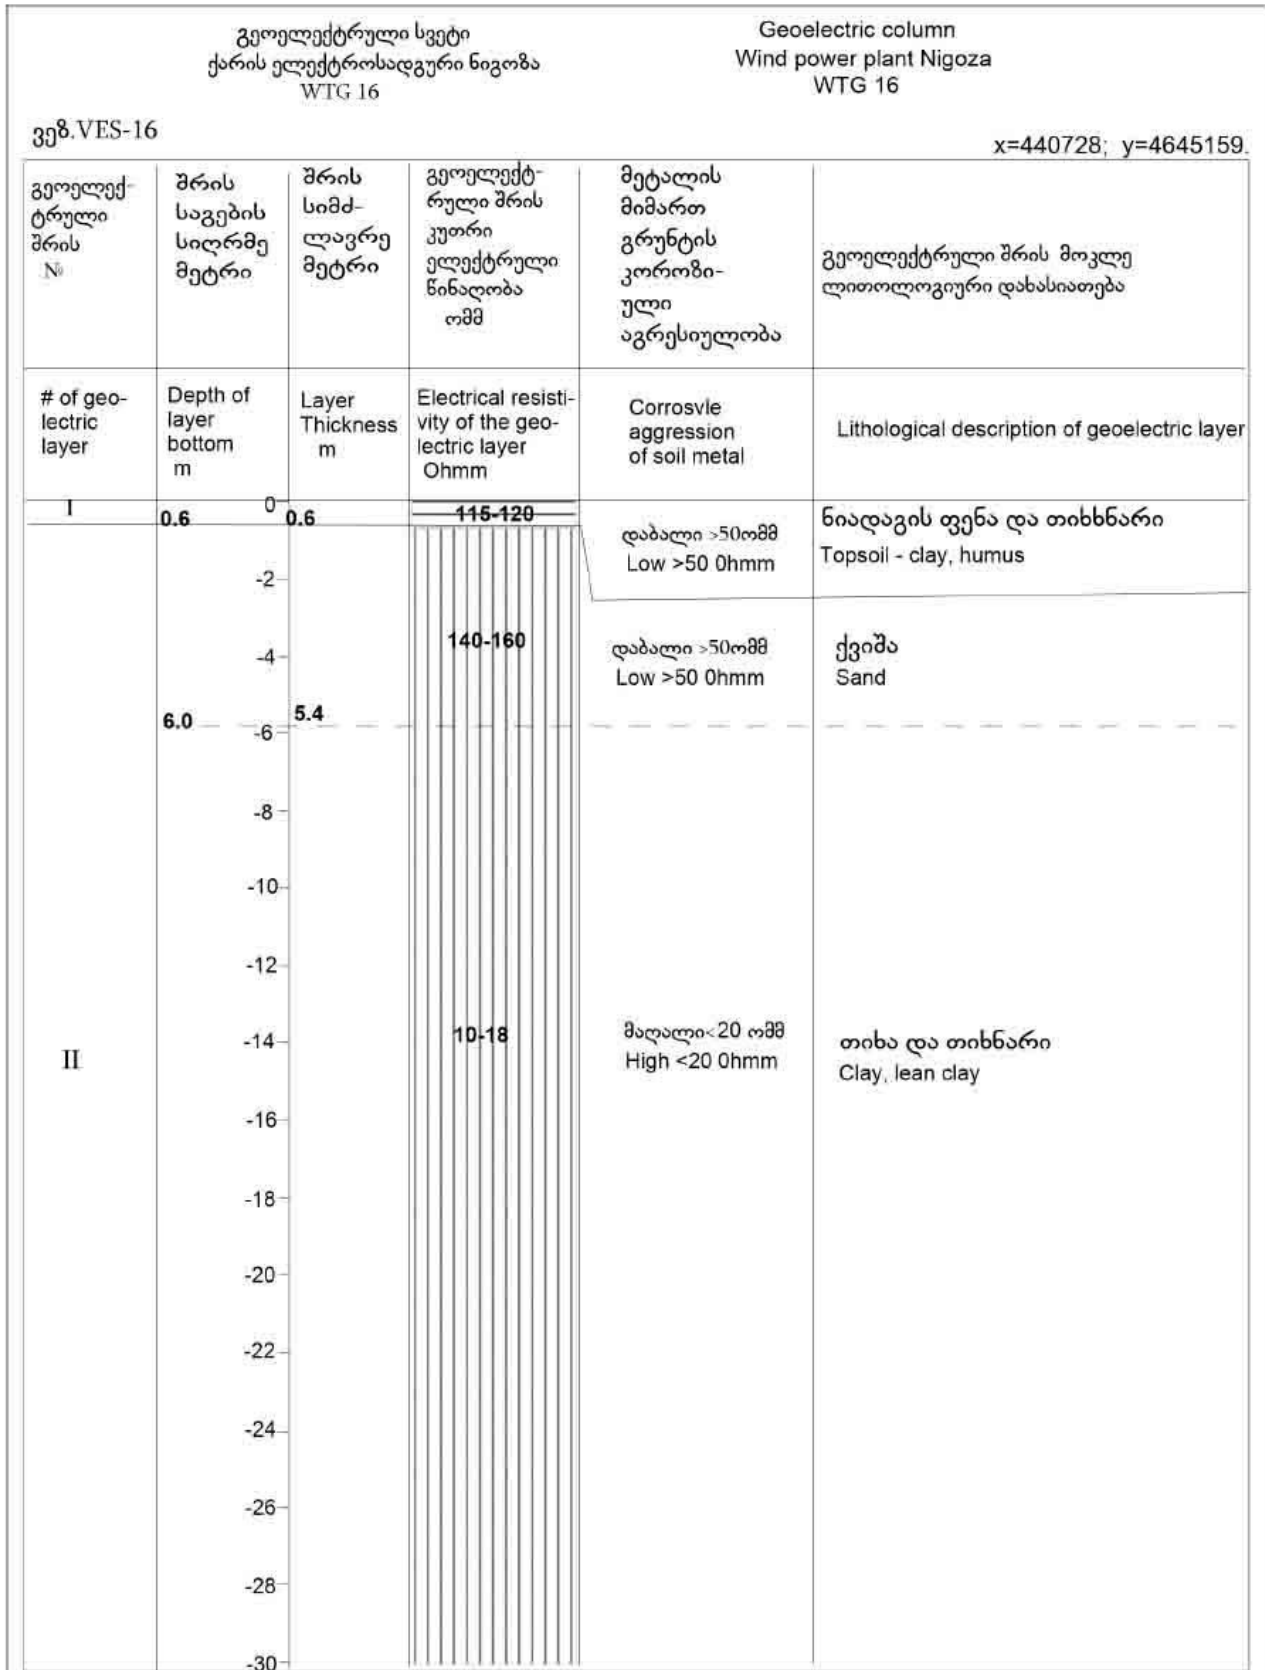 გეოელექტრული სვეტი
ქარის ელექტროსადგური ნიგოზა
WTG 16
Geoelectric column
Wind power plant Nigoza
WTG 16
ვეზ.VES-16
x=440728; y=4645159.
გეოელექ-
ტრული
შრის
№
შრის
საგების
სიღრმე
მეტრი
შრის
სიმძ-
ლავრე
მეტრი
გეოელექტ-
რული შრის
კუთრი
ელექტრული
წინაღობა
ომმ
მეტალის
მიმართ
გრუნტის
კოროზი-
ული
აგრესიულობა
გეოელექტრული შრის მოკლე
ლითოლოგიური დახასიათება
# of geo-
lectric
layer
Depth of
layer
bottom
m
Layer
Thickness
m
Electrical resisti-
vity of the geo-
lectric layer
Ohmm
Corrosvle
aggression
of soil metal
Lithological description of geoelectric layer
I
0.6
0
0.6
115-120
დაბალი >50ომმ
Low >50 0hmm
ნიადაგის ფენა და თიხხნარი
Topsoil - clay, humus
-2
140-160
-4
დაბალი >50ომმ
Low >50 0hmm
ქვიშა
Sand
6.0
5.4
-6
-8
-10
-12
-14
II
10-18
მაღალი<20 ომმ
High <20 0hmm
თიხა და თიხნარი
Clay, lean clay
-16
-18
-20
-22
-24
-26
-28
-30